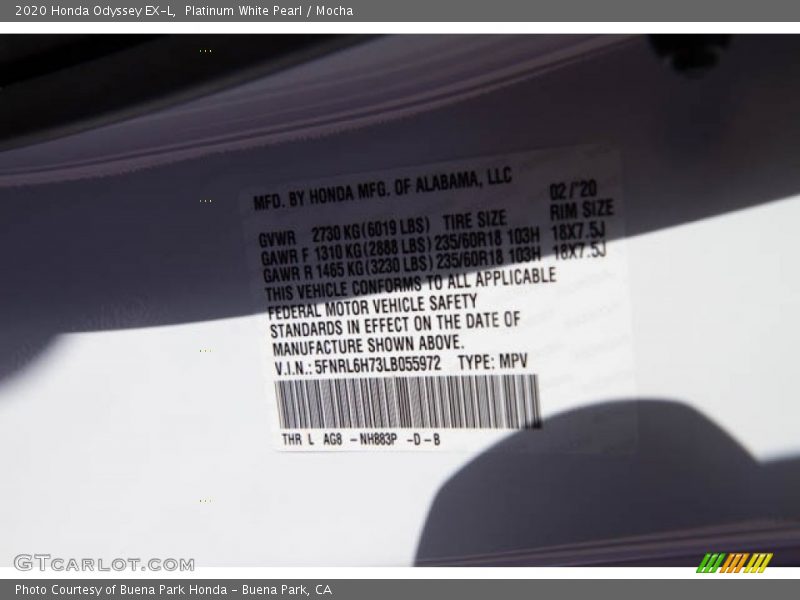 2020 Honda Odyssey EX-L, Platinum White Pearl / Mocha
MFD. BY HONDA MFG. OF ALABAMA, LLC 02/'20
GVWR 2730 KG(6019 LBS) TIRE SIZE RIM SIZE
GAWR F 1310 KG(2888 LBS) 235/60R18 103H 18X7.5J
GAWR R 1465 KG(3230 LBS) 235/60R18 103H 18X7.5J
THIS VEHICLE CONFORMS TO ALL APPLICABLE
FEDERAL MOTOR VEHICLE SAFETY
STANDARDS IN EFFECT ON THE DATE OF
MANUFACTURE SHOWN ABOVE.
V.I.N.: 5FNRL6H73LB055972 TYPE: MPV
THR L AG8 -NH883P -D-B
GTCARLOT.COM
Photo Courtesy of Buena Park Honda - Buena Park, CA